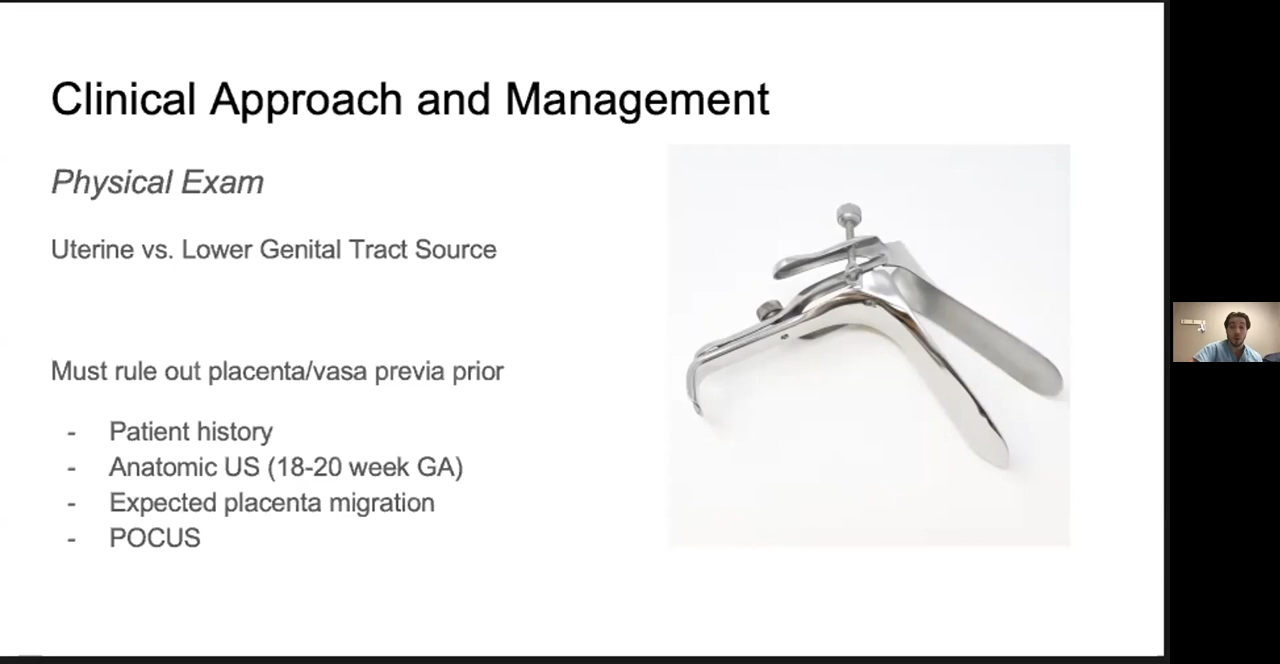 Clinical Approach and Management
Physical Exam
Uterine vs. Lower Genital Tract Source
Must rule out placenta/vasa previa prior
- Patient history
- Anatomic US (18-20 week GA)
- Expected placenta migration
- POCUS